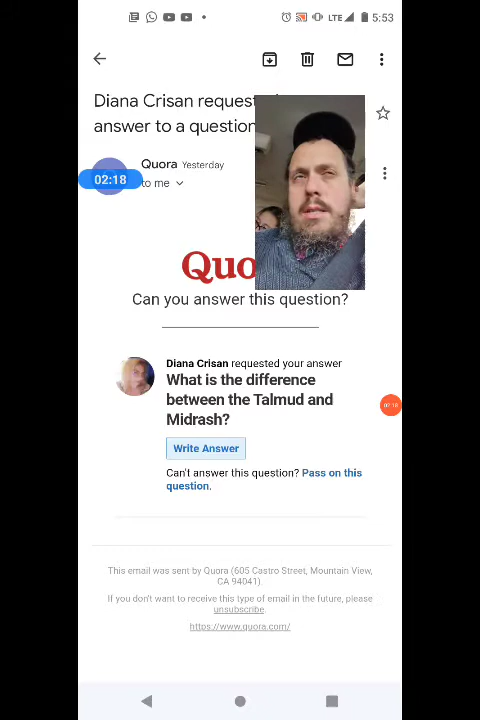 LTE 5:53
Diana Crisan request
answer to a question
Quora Yesterday
02:18
to me
Quo
Can you answer this question?
Diana Crisan requested your answer
What is the difference
between the Talmud and
Midrash?
Write Answer
Can't answer this question? Pass on this
question.
02:18
This email was sent by Quora (605 Castro Street, Mountain View,
CA 94041).
If you don't want to receive this type of email in the future, please
unsubscribe.
https://www.quora.com/